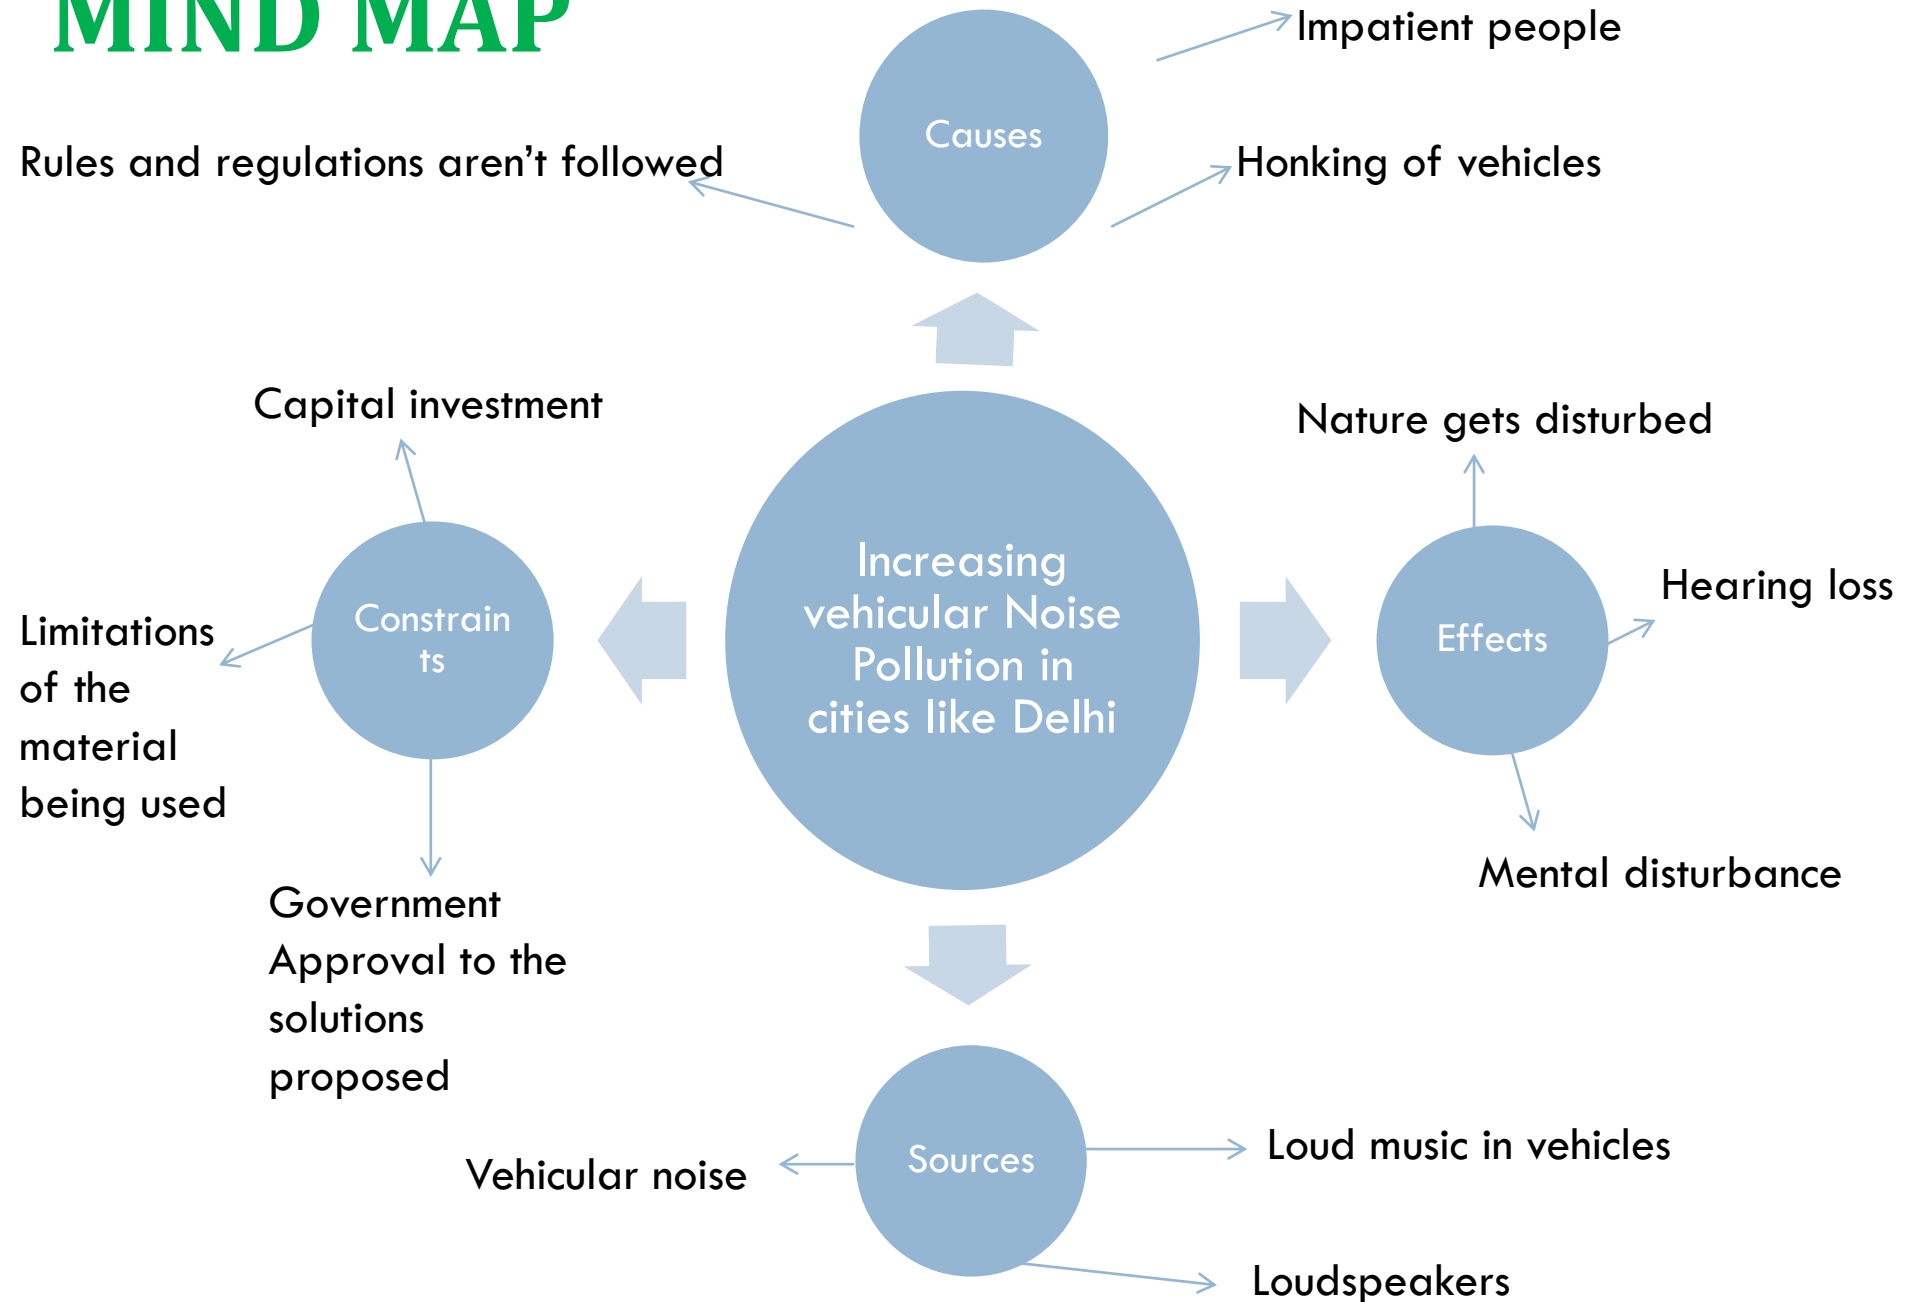 MIND MAP
Impatient people
Causes
Rules and regulations aren't followed
Honking of vehicles
Capital investment
Nature gets disturbed
Increasing
vehicular Noise
Pollution in
cities like Delhi
Constrain
ts
Limitations
of the
material
being used
Effects
Hearing loss
Mental disturbance
Government
Approval to the
solutions
proposed
Sources
Vehicular noise
Loud music in vehicles
Loudspeakers